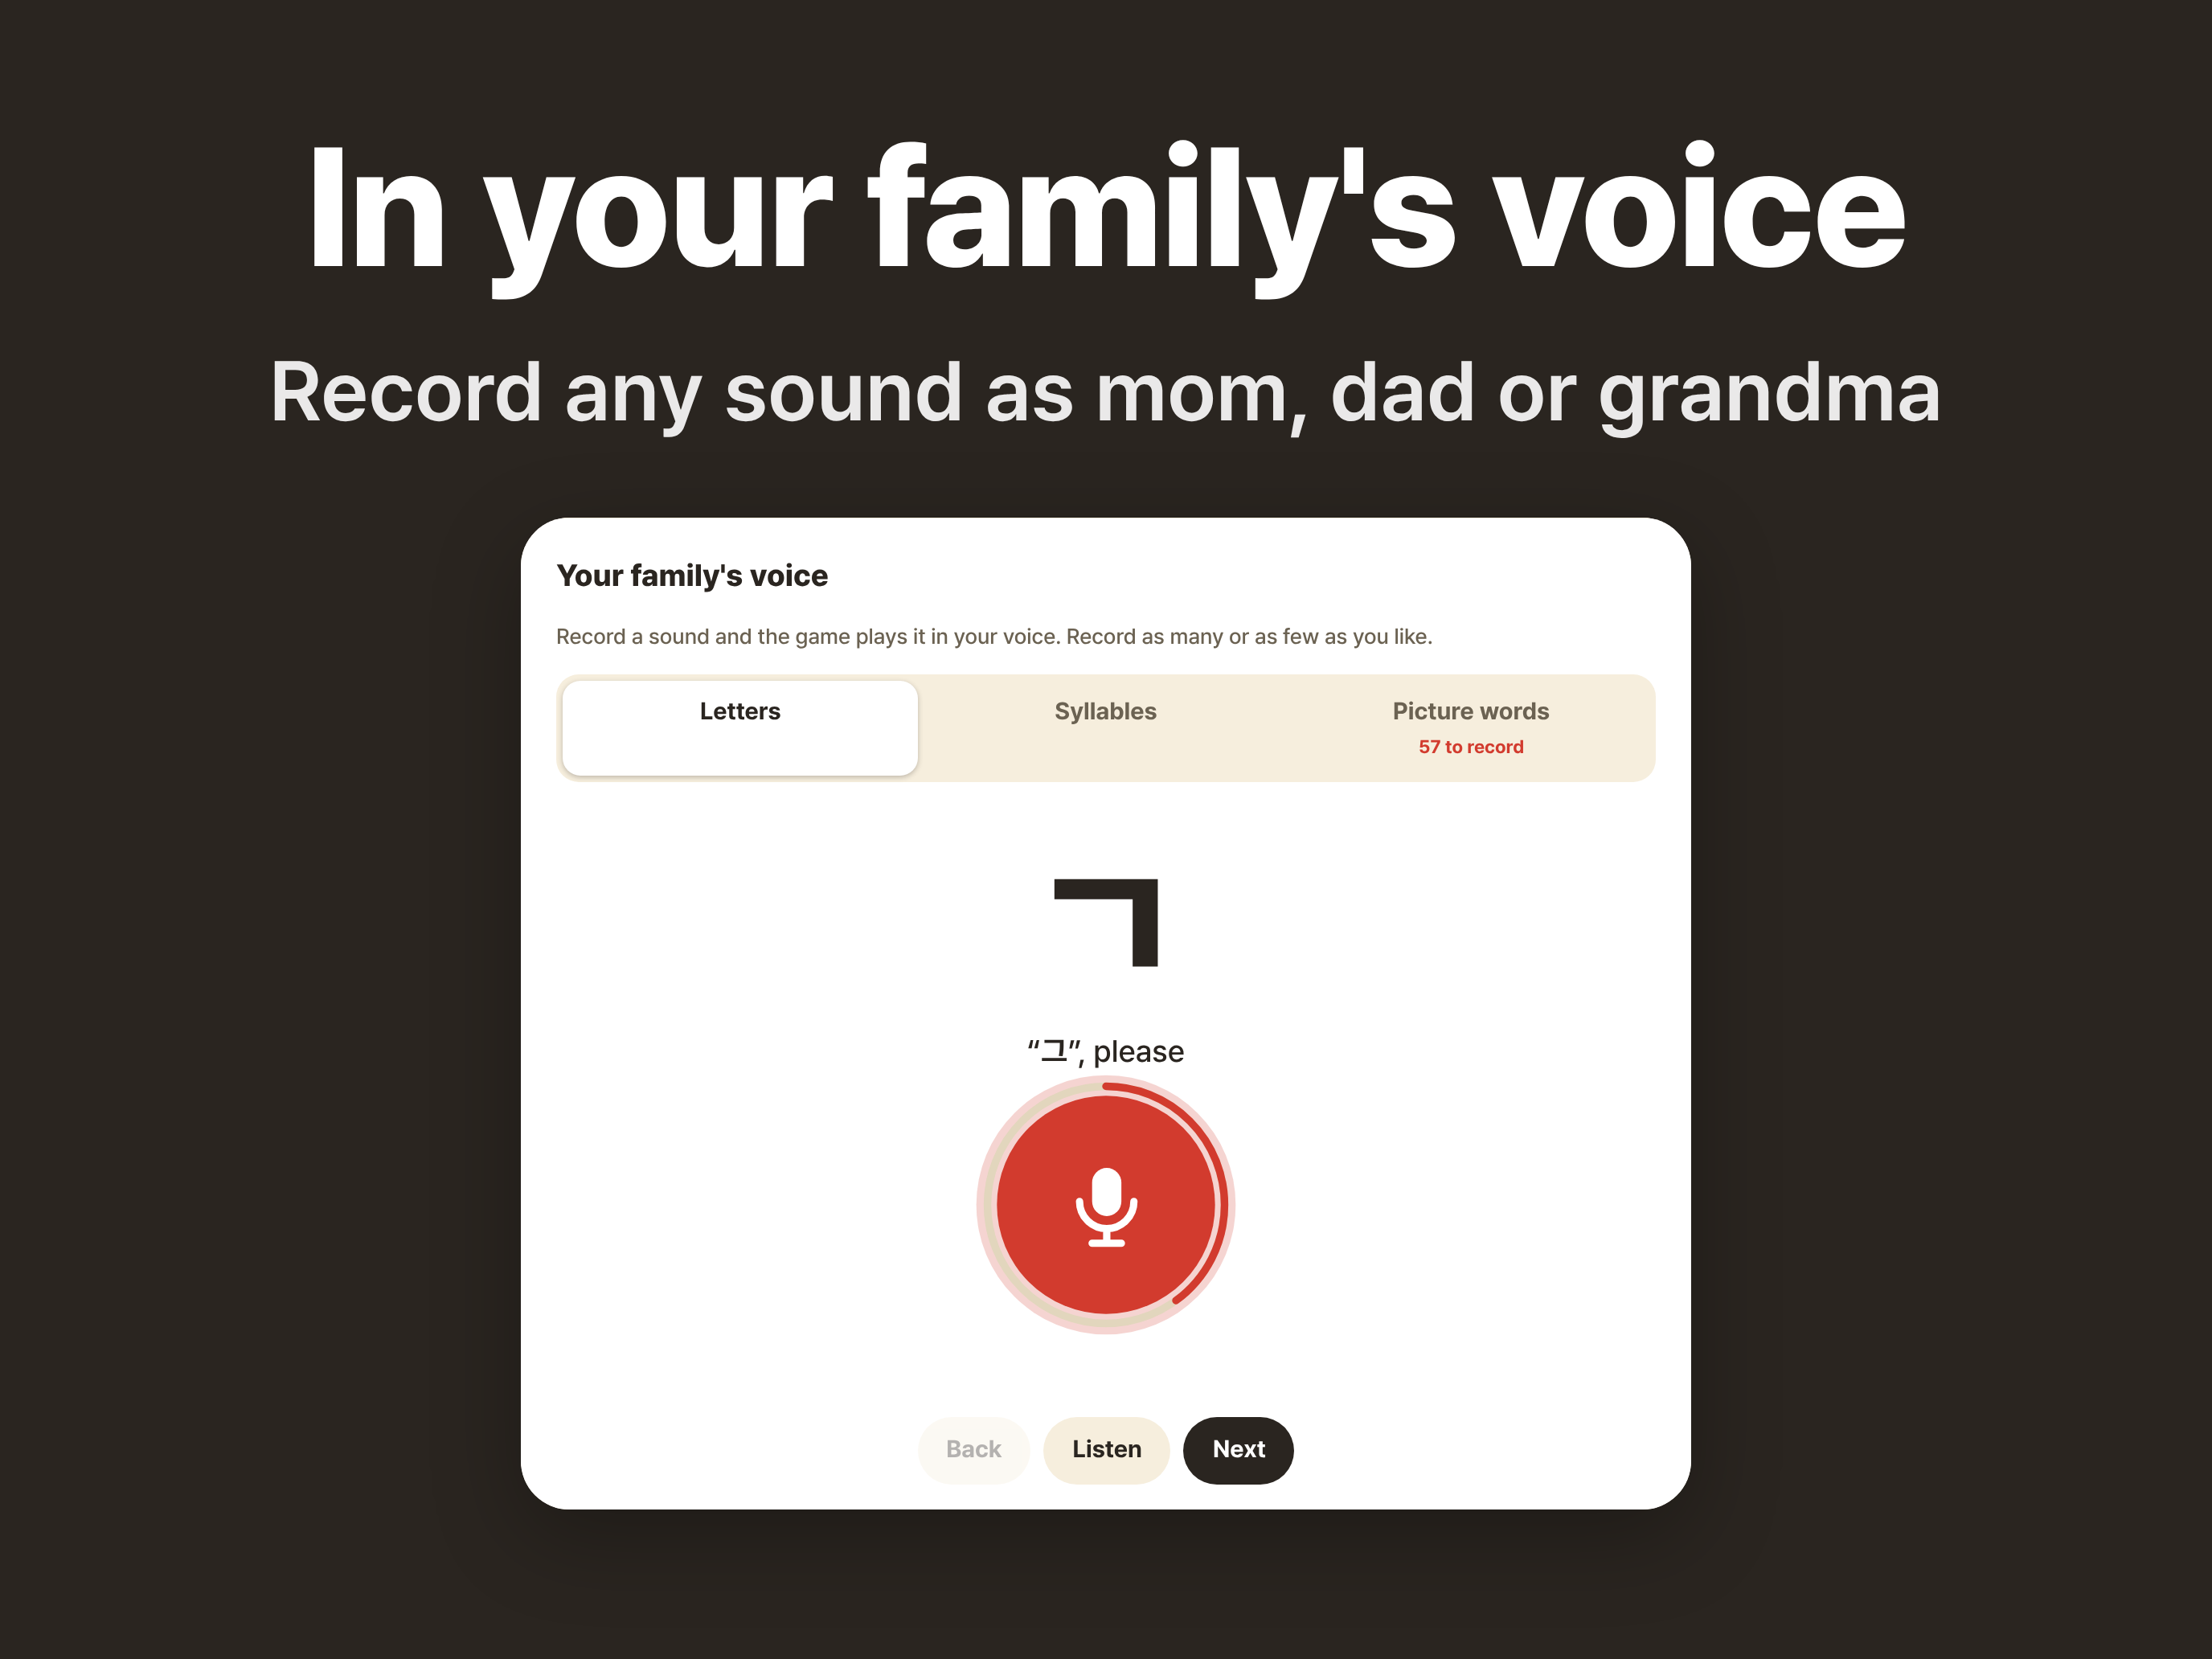 In your family's voice
Record any sound as mom, dad or grandma
Your family's voice
Record a sound and the game plays it in your voice. Record as many or as few as you like.
Letters
Syllables
Picture words
57 to record
ㄱ
“그”, please
Back
Listen
Next